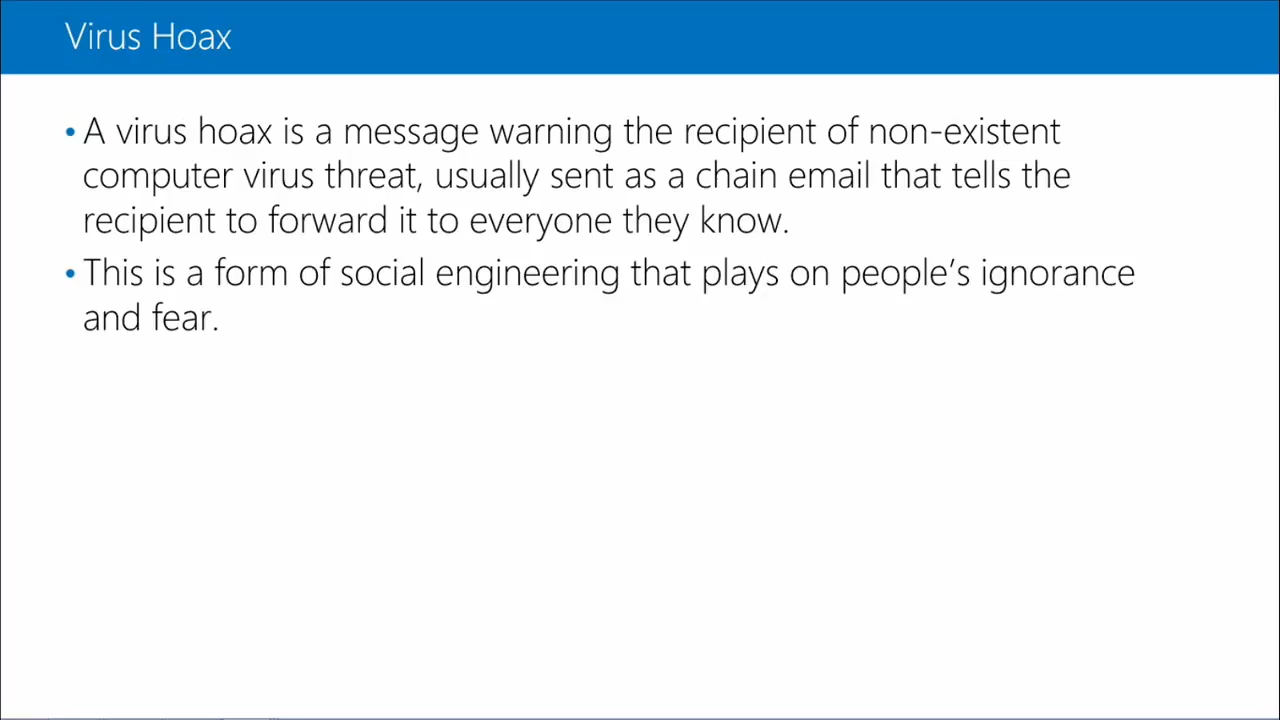 Virus Hoax
• A virus hoax is a message warning the recipient of non-existent
computer virus threat, usually sent as a chain email that tells the
recipient to forward it to everyone they know.
• This is a form of social engineering that plays on people’s ignorance
and fear.